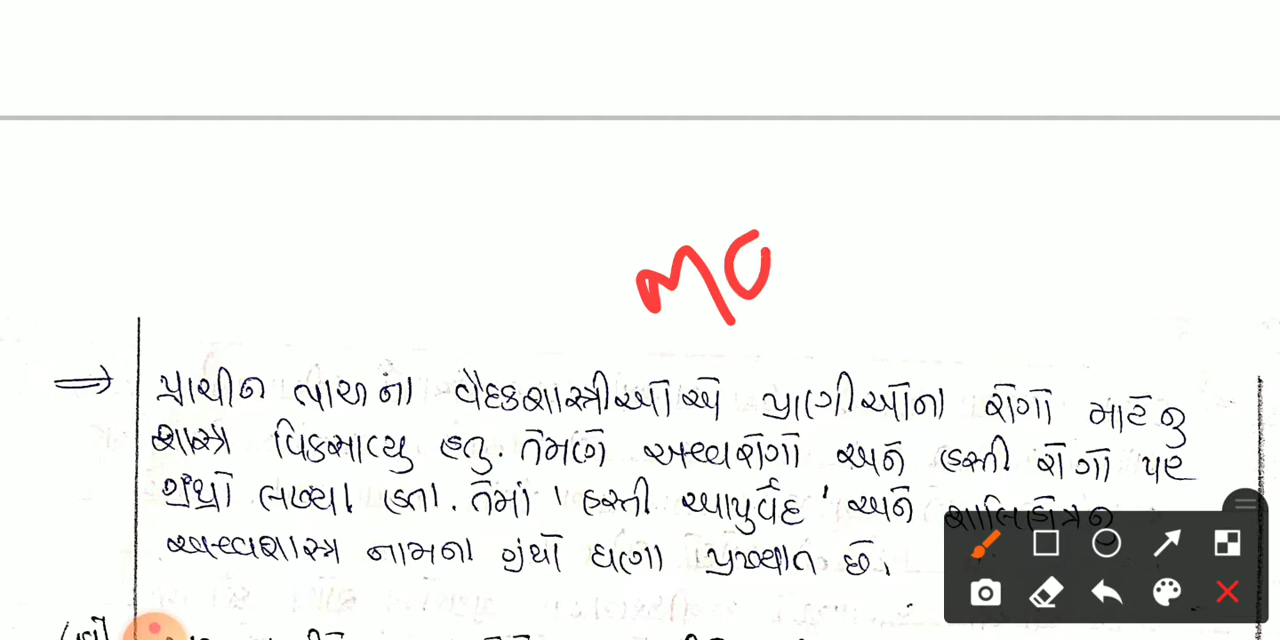 MC
⇒ પ્રાચીન ભારતના વૈદકશાસ્ત્રીઓએ પ્રાણીઓના રોગો માટેનુ
શાસ્ત્ર વિકસાવ્યુ હતુ. તેમણે અશ્વરોગો અને હસ્તી રોગો પર
ગ્રંથો લખ્યા હતા. તેમાં 'હસ્તી આયુર્વેદ' અને શાલિહોત્રનુ
અશ્વશાસ્ત્ર નામના ગ્રંથો ઘણા પ્રખ્યાત છે.